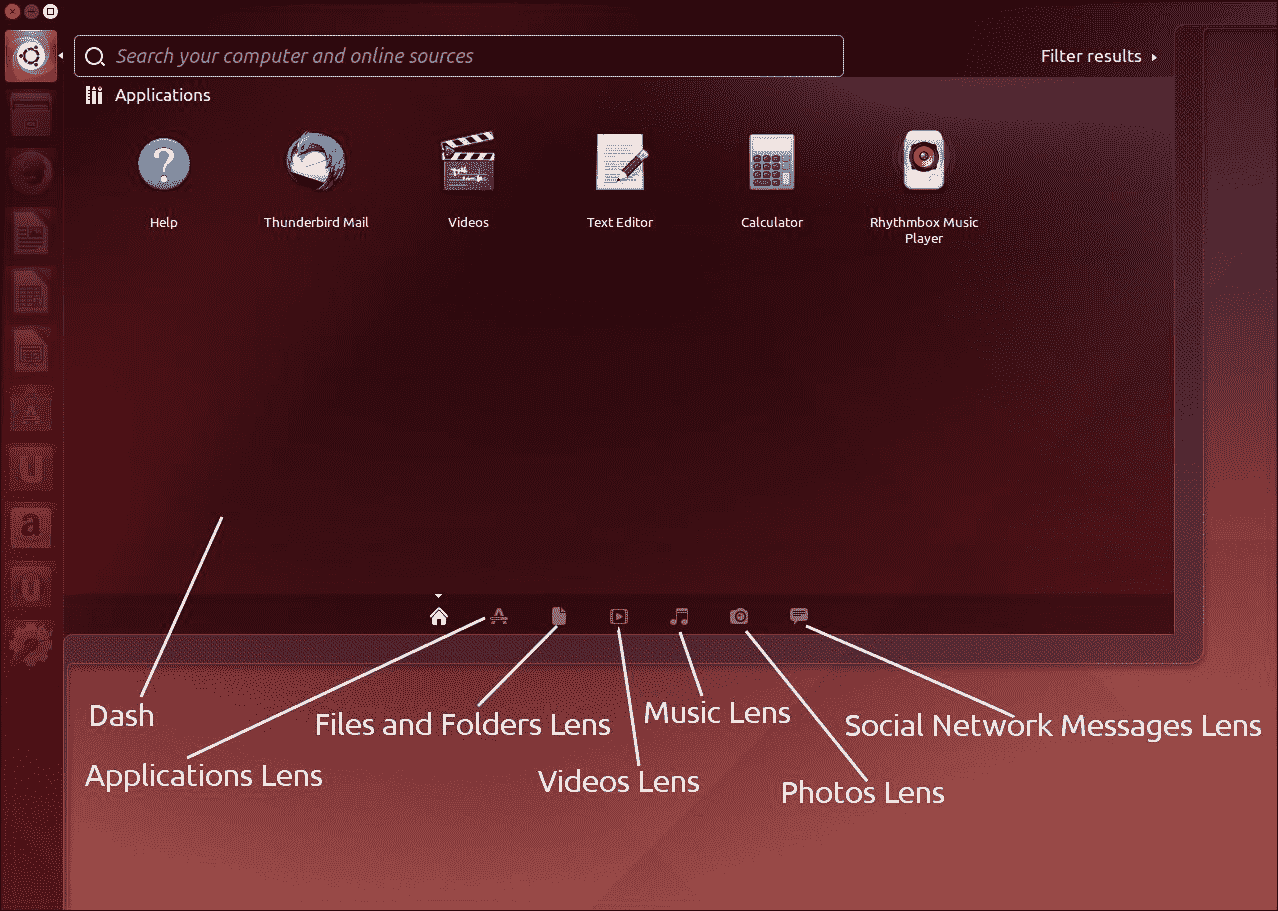 Search your computer and online sources
Filter results
Applications
Help
Thunderbird Mail
Videos
Text Editor
Calculator
Rhythmbox Music
Player
Dash
Files and Folders Lens
Music Lens
Social Network Messages Lens
Applications Lens
Videos Lens
Photos Lens